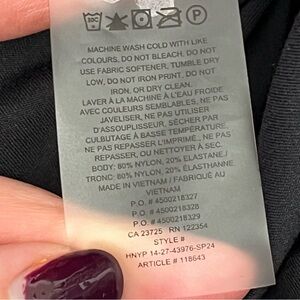 30C P
MACHINE WASH COLD WITH LIKE
COLOURS, DO NOT BLEACH, DO NOT
USE FABRIC SOFTENER, TUMBLE DRY
LOW, DO NOT IRON PRINT, DO NOT
IRON, OR DRY CLEAN.
LAVER À LA MACHINE À L'EAU FROIDE
AVEC COULEURS SEMBLABLES, NE PAS
JAVELISER, NE PAS UTILISER
D'ASSOUPLISSEUR, SÉCHER PAR
CULBUTAGE À BASSE TEMPÉRATURE,
NE PAS REPASSER L'IMPRIMÉ, NE PAS
REPASSER, OU NETTOYER À SEC.
BODY: 80% NYLON, 20% ELASTANE/
TRONC: 80% NYLON, 20% ÉLASTHANNE
MADE IN VIETNAM / FABRIQUÉ AU
VIETNAM
P.O. # 4500218327
P.O. # 4500218328
P.O. # 4500218329
CA 23725 RN 122354
STYLE #
HNYP 14-27-43976-SP24
ARTICLE # 118643